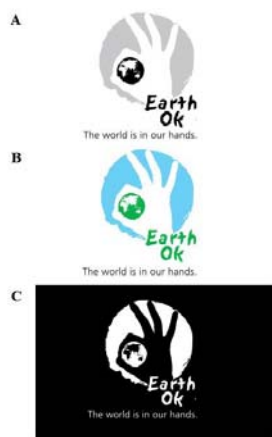 A
Earth
Ok
The world is in our hands.
B
Earth
Ok
The world is in our hands.
C
Earth
Ok
The world is in our hands.